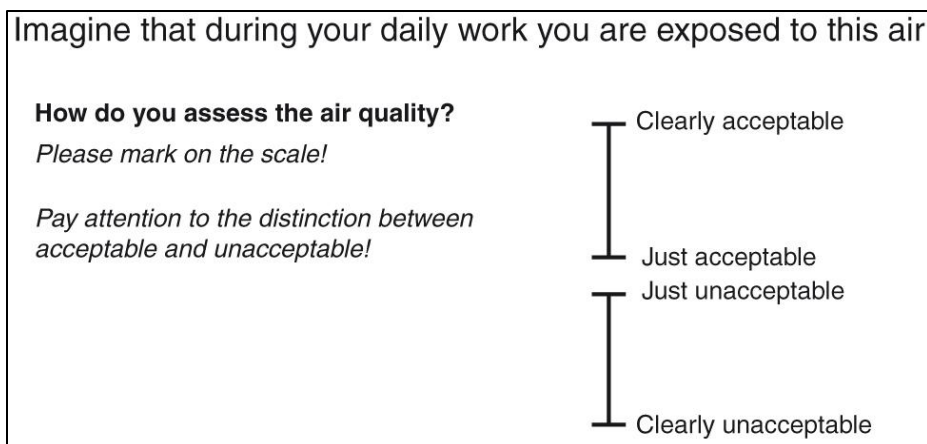 Imagine that during your daily work you are exposed to this air
How do you assess the air quality?
Please mark on the scale!
Pay attention to the distinction between
acceptable and unacceptable!
Clearly acceptable
Just acceptable
Just unacceptable
Clearly unacceptable